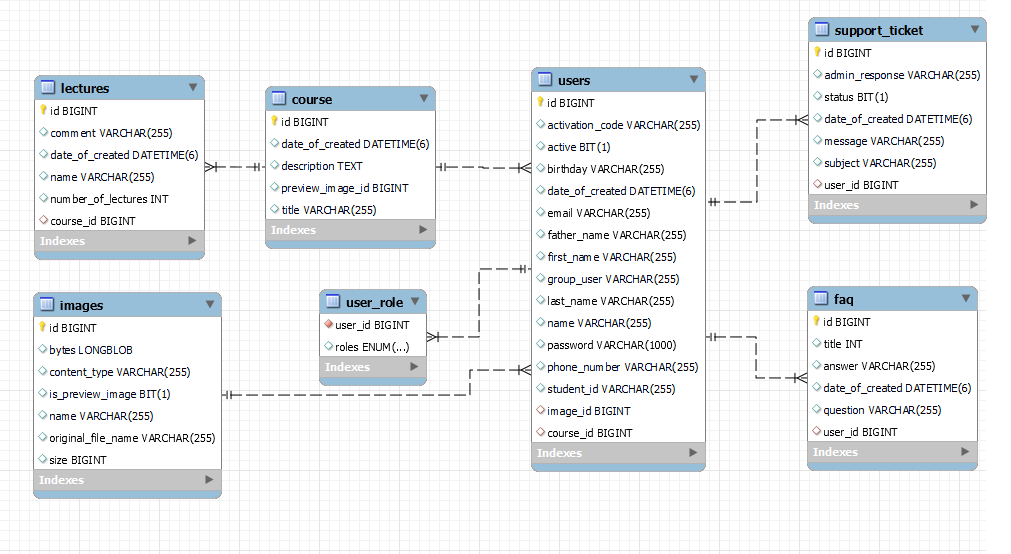 lectures
id BIGINT
comment VARCHAR(255)
date_of_created DATETIME(6)
name VARCHAR(255)
number_of_lectures INT
course_id BIGINT
Indexes
course
id BIGINT
date_of_created DATETIME(6)
description TEXT
preview_image_id BIGINT
title VARCHAR(255)
Indexes
users
id BIGINT
activation_code VARCHAR(255)
active BIT(1)
birthday VARCHAR(255)
date_of_created DATETIME(6)
email VARCHAR(255)
father_name VARCHAR(255)
first_name VARCHAR(255)
group_user VARCHAR(255)
last_name VARCHAR(255)
name VARCHAR(255)
password VARCHAR(1000)
phone_number VARCHAR(255)
student_id VARCHAR(255)
image_id BIGINT
course_id BIGINT
Indexes
support_ticket
id BIGINT
admin_response VARCHAR(255)
status BIT(1)
date_of_created DATETIME(6)
message VARCHAR(255)
subject VARCHAR(255)
user_id BIGINT
Indexes
images
id BIGINT
bytes LONGBLOB
content_type VARCHAR(255)
is_preview_image BIT(1)
name VARCHAR(255)
original_file_name VARCHAR(255)
size BIGINT
Indexes
user_role
user_id BIGINT
roles ENUM(...)
Indexes
faq
id BIGINT
title INT
answer VARCHAR(255)
date_of_created DATETIME(6)
question VARCHAR(255)
user_id BIGINT
Indexes